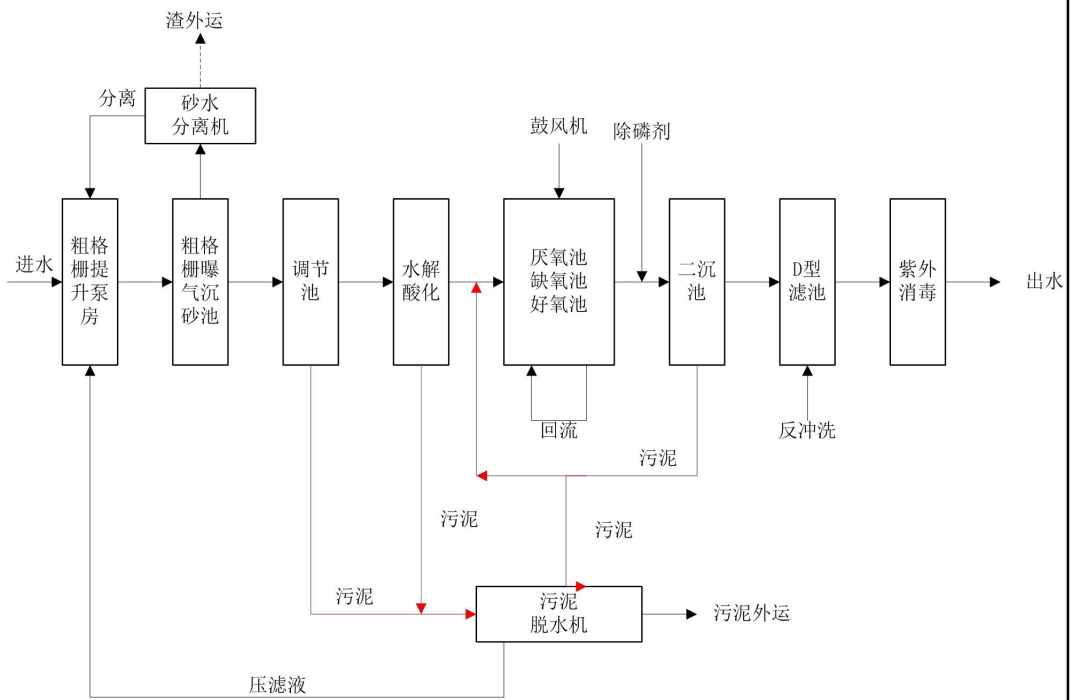 渣外运
分离
砂水
分离机
鼓风机
除磷剂
进水
粗格
栅提
升泵
房
粗格
栅曝
气沉
砂池
调节
池
水解
酸化
厌氧池
缺氧池
好氧池
二沉
池
D型
滤池
紫外
消毒
出水
回流
反冲洗
污泥
污泥
污泥
污泥
污泥
脱水机
污泥外运
压滤液